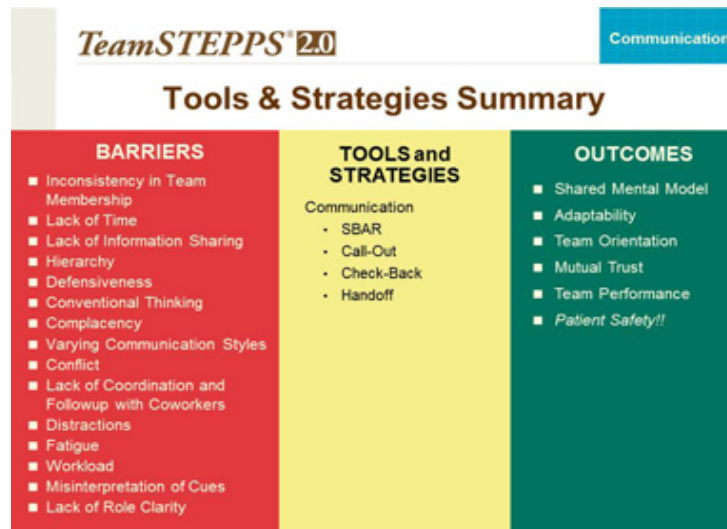 TeamSTEPPS® 2.0
Communication
Tools & Strategies Summary
BARRIERS
Inconsistency in Team
Membership
Lack of Time
Lack of Information Sharing
Hierarchy
Defensiveness
Conventional Thinking
Complacency
Varying Communication Styles
Conflict
Lack of Coordination and
Followup with Coworkers
Distractions
Fatigue
Workload
Misinterpretation of Cues
Lack of Role Clarity
TOOLS and
STRATEGIES
Communication
• SBAR
• Call-Out
• Check-Back
• Handoff
OUTCOMES
Shared Mental Model
Adaptability
Team Orientation
Mutual Trust
Team Performance
Patient Safety!!